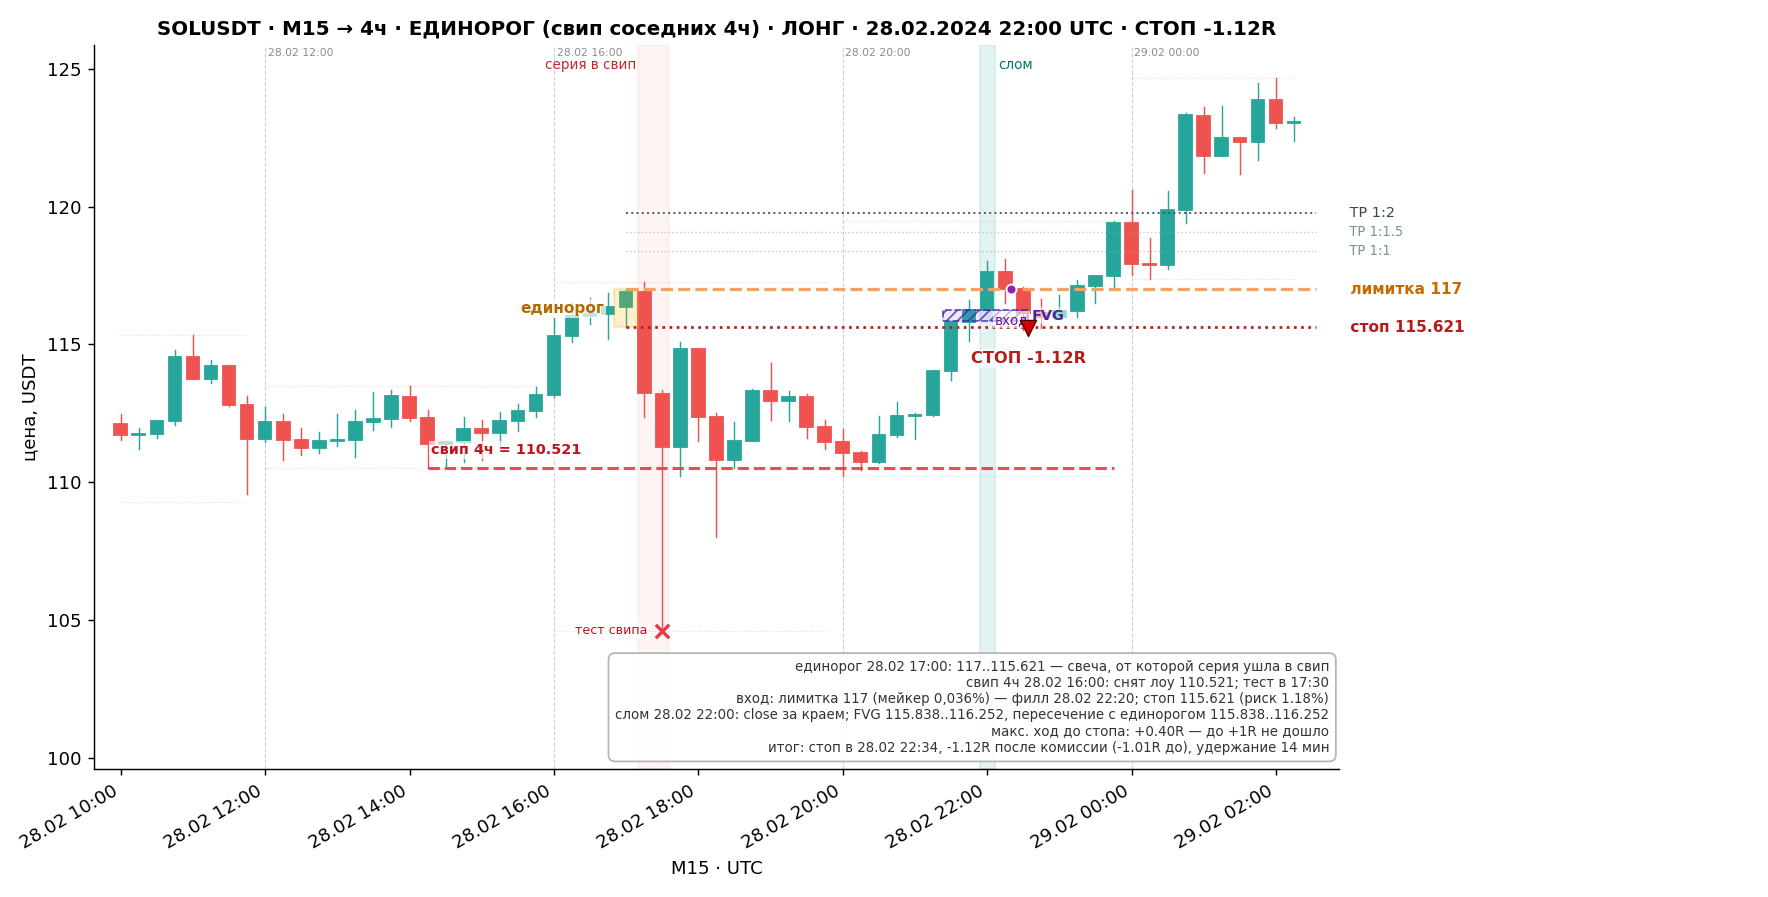 SOLUSDT · M15 → 4ч · ЕДИНОРОГ (свип соседних 4ч) · ЛОНГ · 28.02.2024 22:00 UTC · СТОП -1.12R
28.02 12:00
28.02 16:00
28.02 20:00
29.02 00:00
серия в свип
слом
125
120
115
110
105
100
цена, USDT
TP 1:2
TP 1:1.5
TP 1:1
лимитка 117
стоп 115.621
единорог
вход
FVG
СТОП -1.12R
свип 4ч = 110.521
тест свипа
единорог 28.02 17:00: 117..115.621 — свеча, от которой серия ушла в свип
свип 4ч 28.02 16:00: снят лоу 110.521; тест в 17:30
вход: лимитка 117 (мейкер 0,036%) — филл 28.02 22:20; стоп 115.621 (риск 1.18%)
слом 28.02 22:00: close за краем; FVG 115.838..116.252, пересечение с единорогом 115.838..116.252
макс. ход до стопа: +0.40R — до +1R не дошло
итог: стоп в 28.02 22:34, -1.12R после комиссии (-1.01R до), удержание 14 мин
28.02 10:00
28.02 12:00
28.02 14:00
28.02 16:00
28.02 18:00
28.02 20:00
28.02 22:00
29.02 00:00
29.02 02:00
M15 · UTC